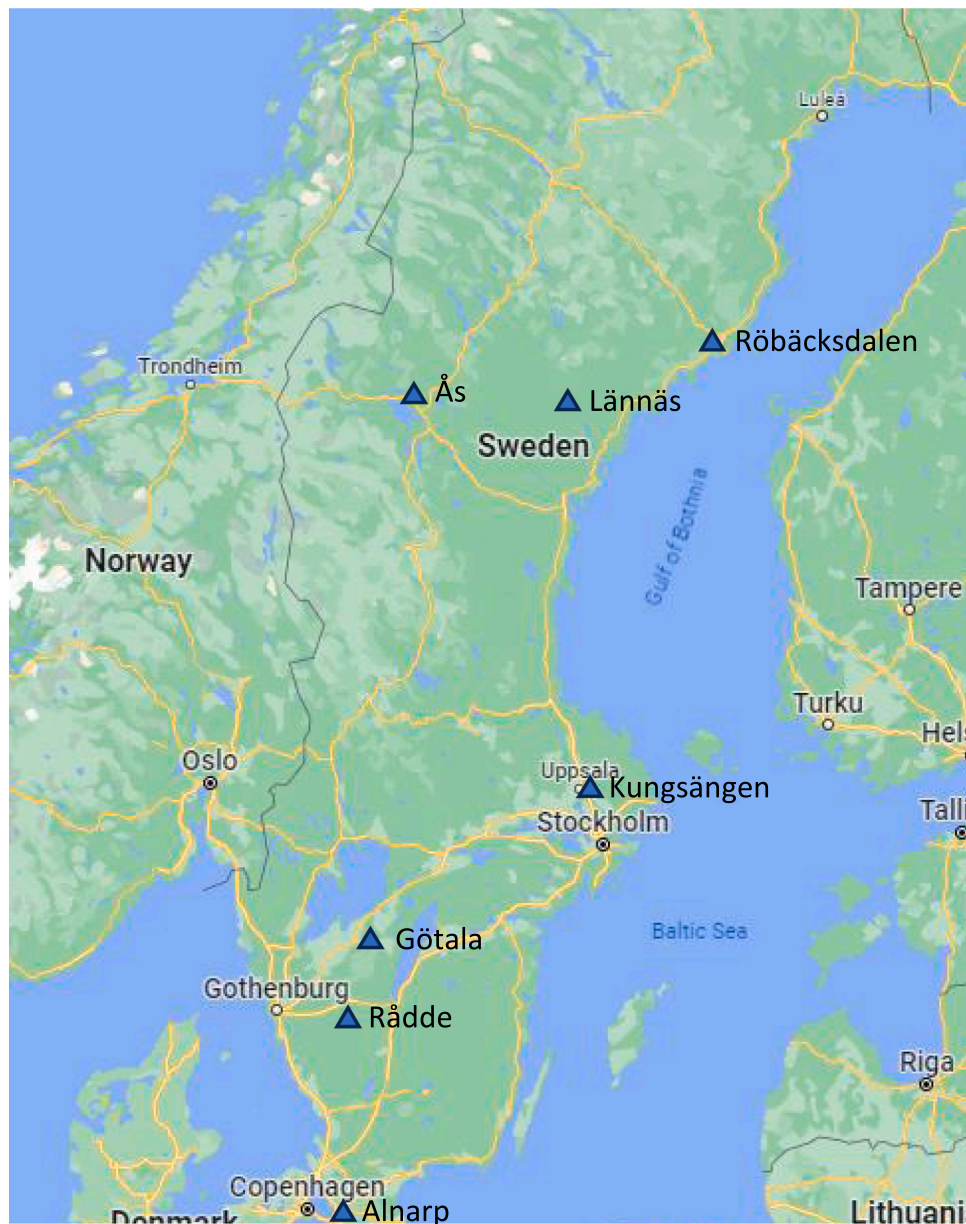 Luleå
Röbäcksdalen
Trondheim
Ås
Lännäs
Sweden
Gulf of Bothnia
Norway
Tampere
Turku
Hels
Oslo
Uppsala
Kungsängen
Stockholm
Talli
Baltic Sea
Götala
Gothenburg
Rådde
Riga
Copenhagen
Alnarp
Denmark
Lithuani